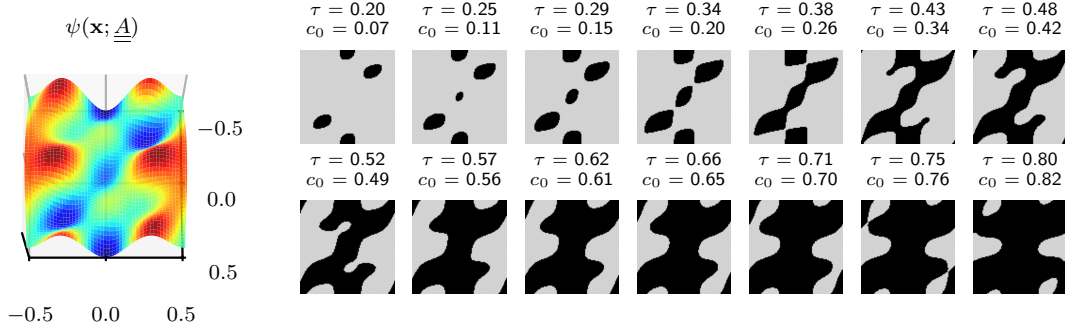 ψ(x; A)
−0.5
0.0
0.5
−0.5 0.0 0.5
τ = 0.20 τ = 0.25 τ = 0.29 τ = 0.34 τ = 0.38 τ = 0.43 τ = 0.48
c₀ = 0.07 c₀ = 0.11 c₀ = 0.15 c₀ = 0.20 c₀ = 0.26 c₀ = 0.34 c₀ = 0.42
τ = 0.52 τ = 0.57 τ = 0.62 τ = 0.66 τ = 0.71 τ = 0.75 τ = 0.80
c₀ = 0.49 c₀ = 0.56 c₀ = 0.61 c₀ = 0.65 c₀ = 0.70 c₀ = 0.76 c₀ = 0.82